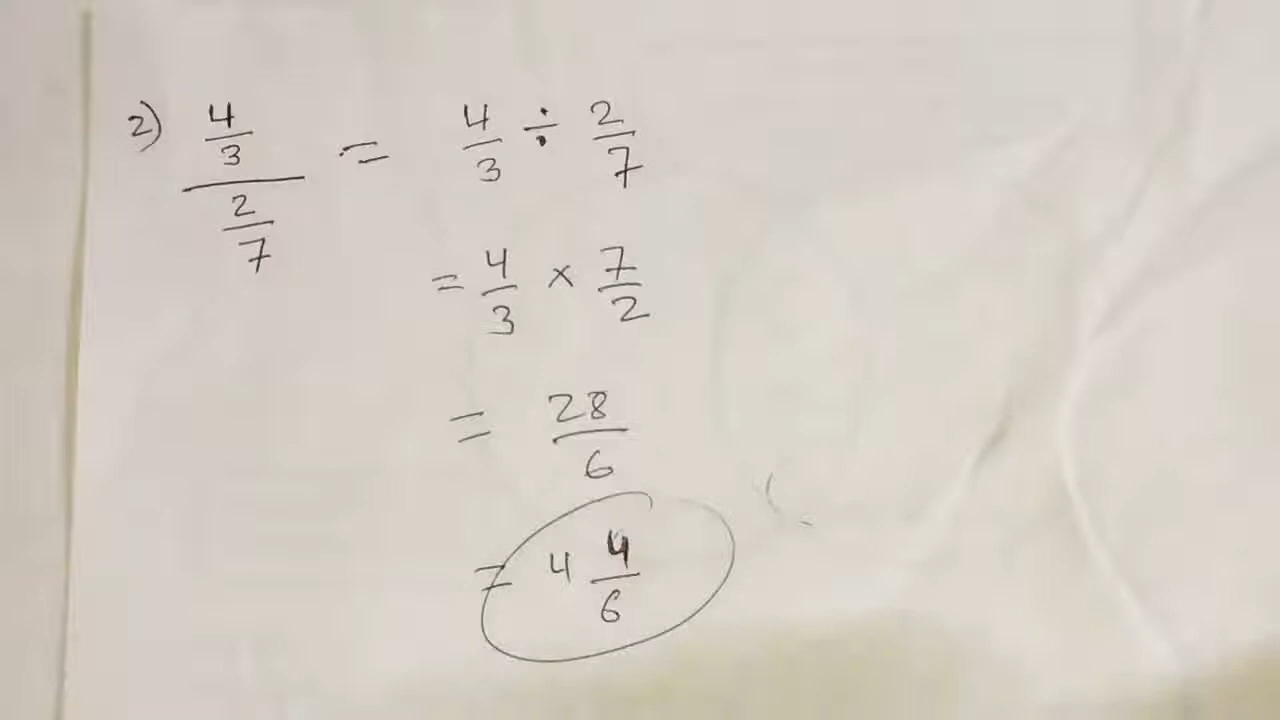 2) 4/3 / 2/7 = 4/3 ÷ 2/7
= 4/3 × 7/2
= 28/6
= 4 4/6